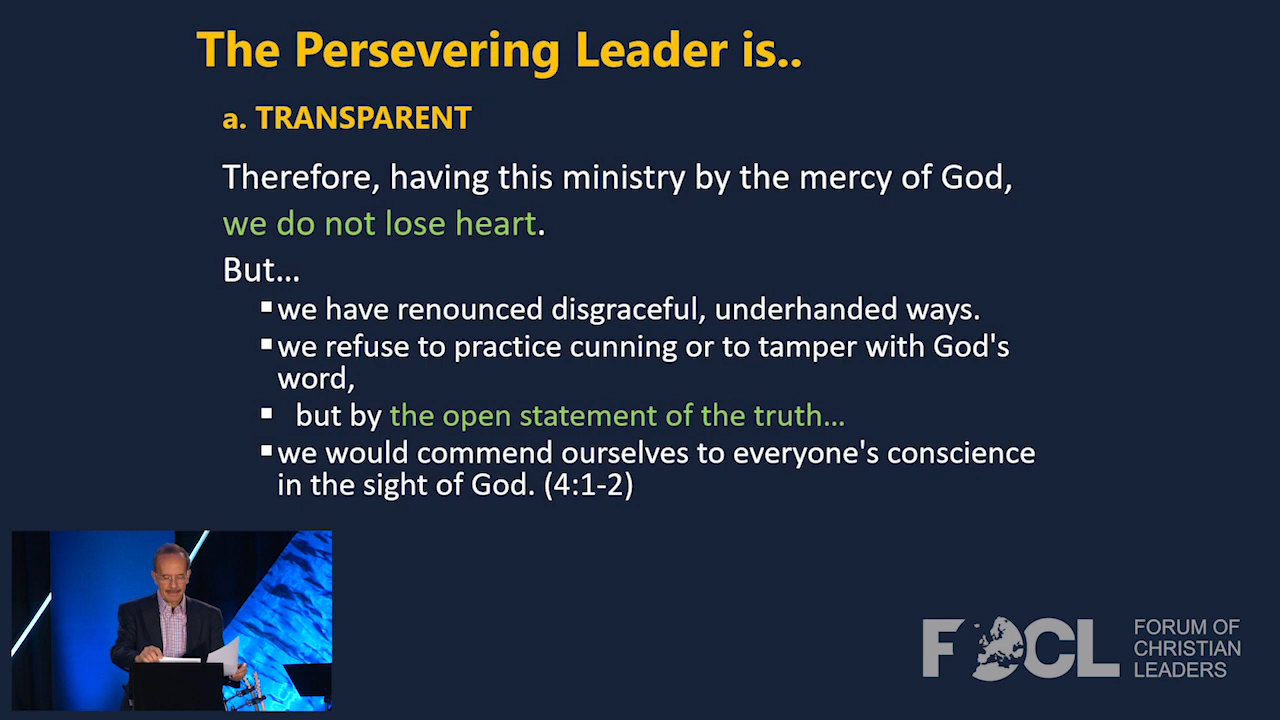 The Persevering Leader is..
a. TRANSPARENT
Therefore, having this ministry by the mercy of God,
we do not lose heart.
But…
▪we have renounced disgraceful, underhanded ways.
▪we refuse to practice cunning or to tamper with God's
word,
▪ but by the open statement of the truth…
▪we would commend ourselves to everyone's conscience
in the sight of God. (4:1-2)
FOCL
FORUM OF
CHRISTIAN
LEADERS